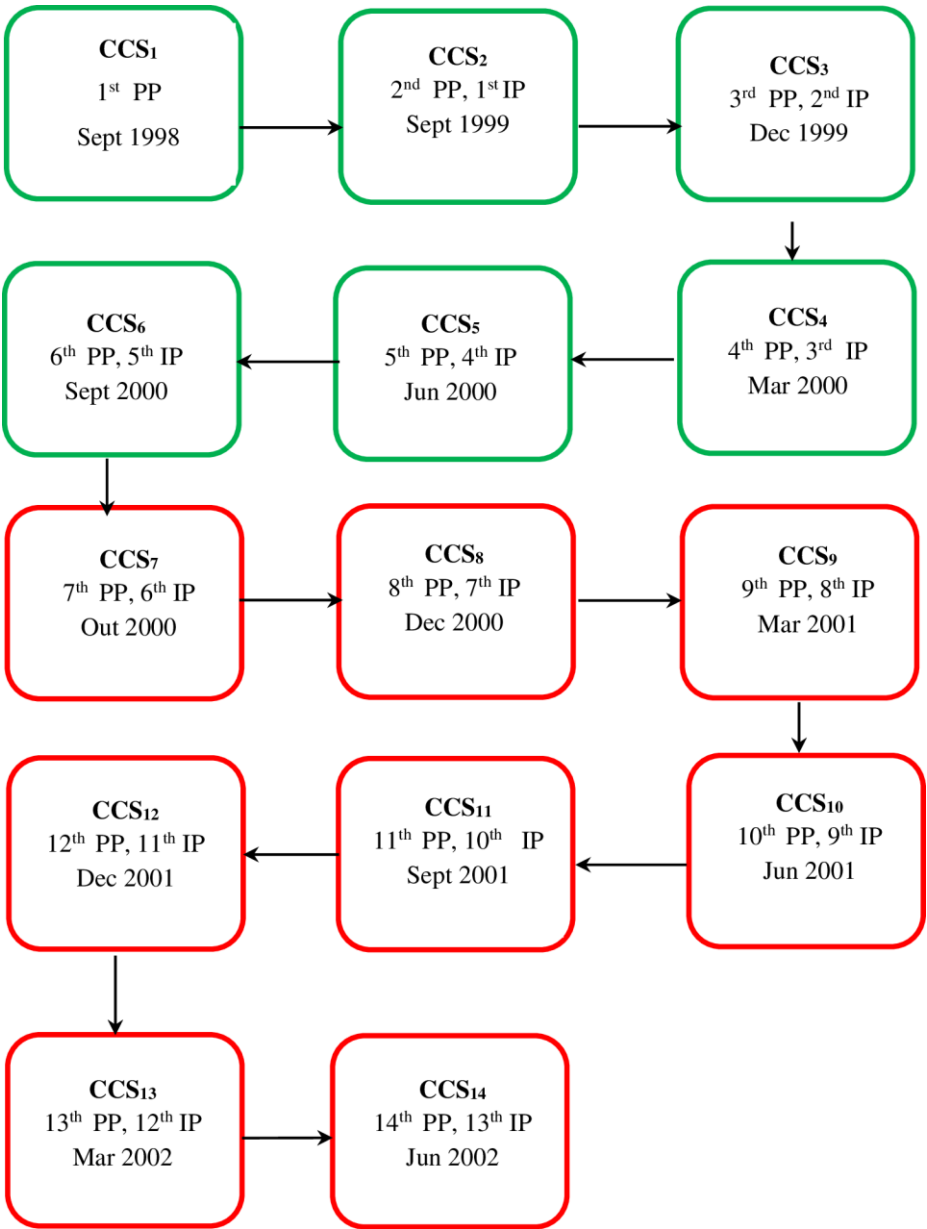 CCS₁
1ˢᵗ PP
Sept 1998
CCS₂
2ⁿᵈ PP, 1ˢᵗ IP
Sept 1999
CCS₃
3ʳᵈ PP, 2ⁿᵈ IP
Dec 1999
CCS₄
4ᵗʰ PP, 3ʳᵈ IP
Mar 2000
CCS₅
5ᵗʰ PP, 4ᵗʰ IP
Jun 2000
CCS₆
6ᵗʰ PP, 5ᵗʰ IP
Sept 2000
CCS₇
7ᵗʰ PP, 6ᵗʰ IP
Out 2000
CCS₈
8ᵗʰ PP, 7ᵗʰ IP
Dec 2000
CCS₉
9ᵗʰ PP, 8ᵗʰ IP
Mar 2001
CCS₁₀
10ᵗʰ PP, 9ᵗʰ IP
Jun 2001
CCS₁₁
11ᵗʰ PP, 10ᵗʰ IP
Sept 2001
CCS₁₂
12ᵗʰ PP, 11ᵗʰ IP
Dec 2001
CCS₁₃
13ᵗʰ PP, 12ᵗʰ IP
Mar 2002
CCS₁₄
14ᵗʰ PP, 13ᵗʰ IP
Jun 2002